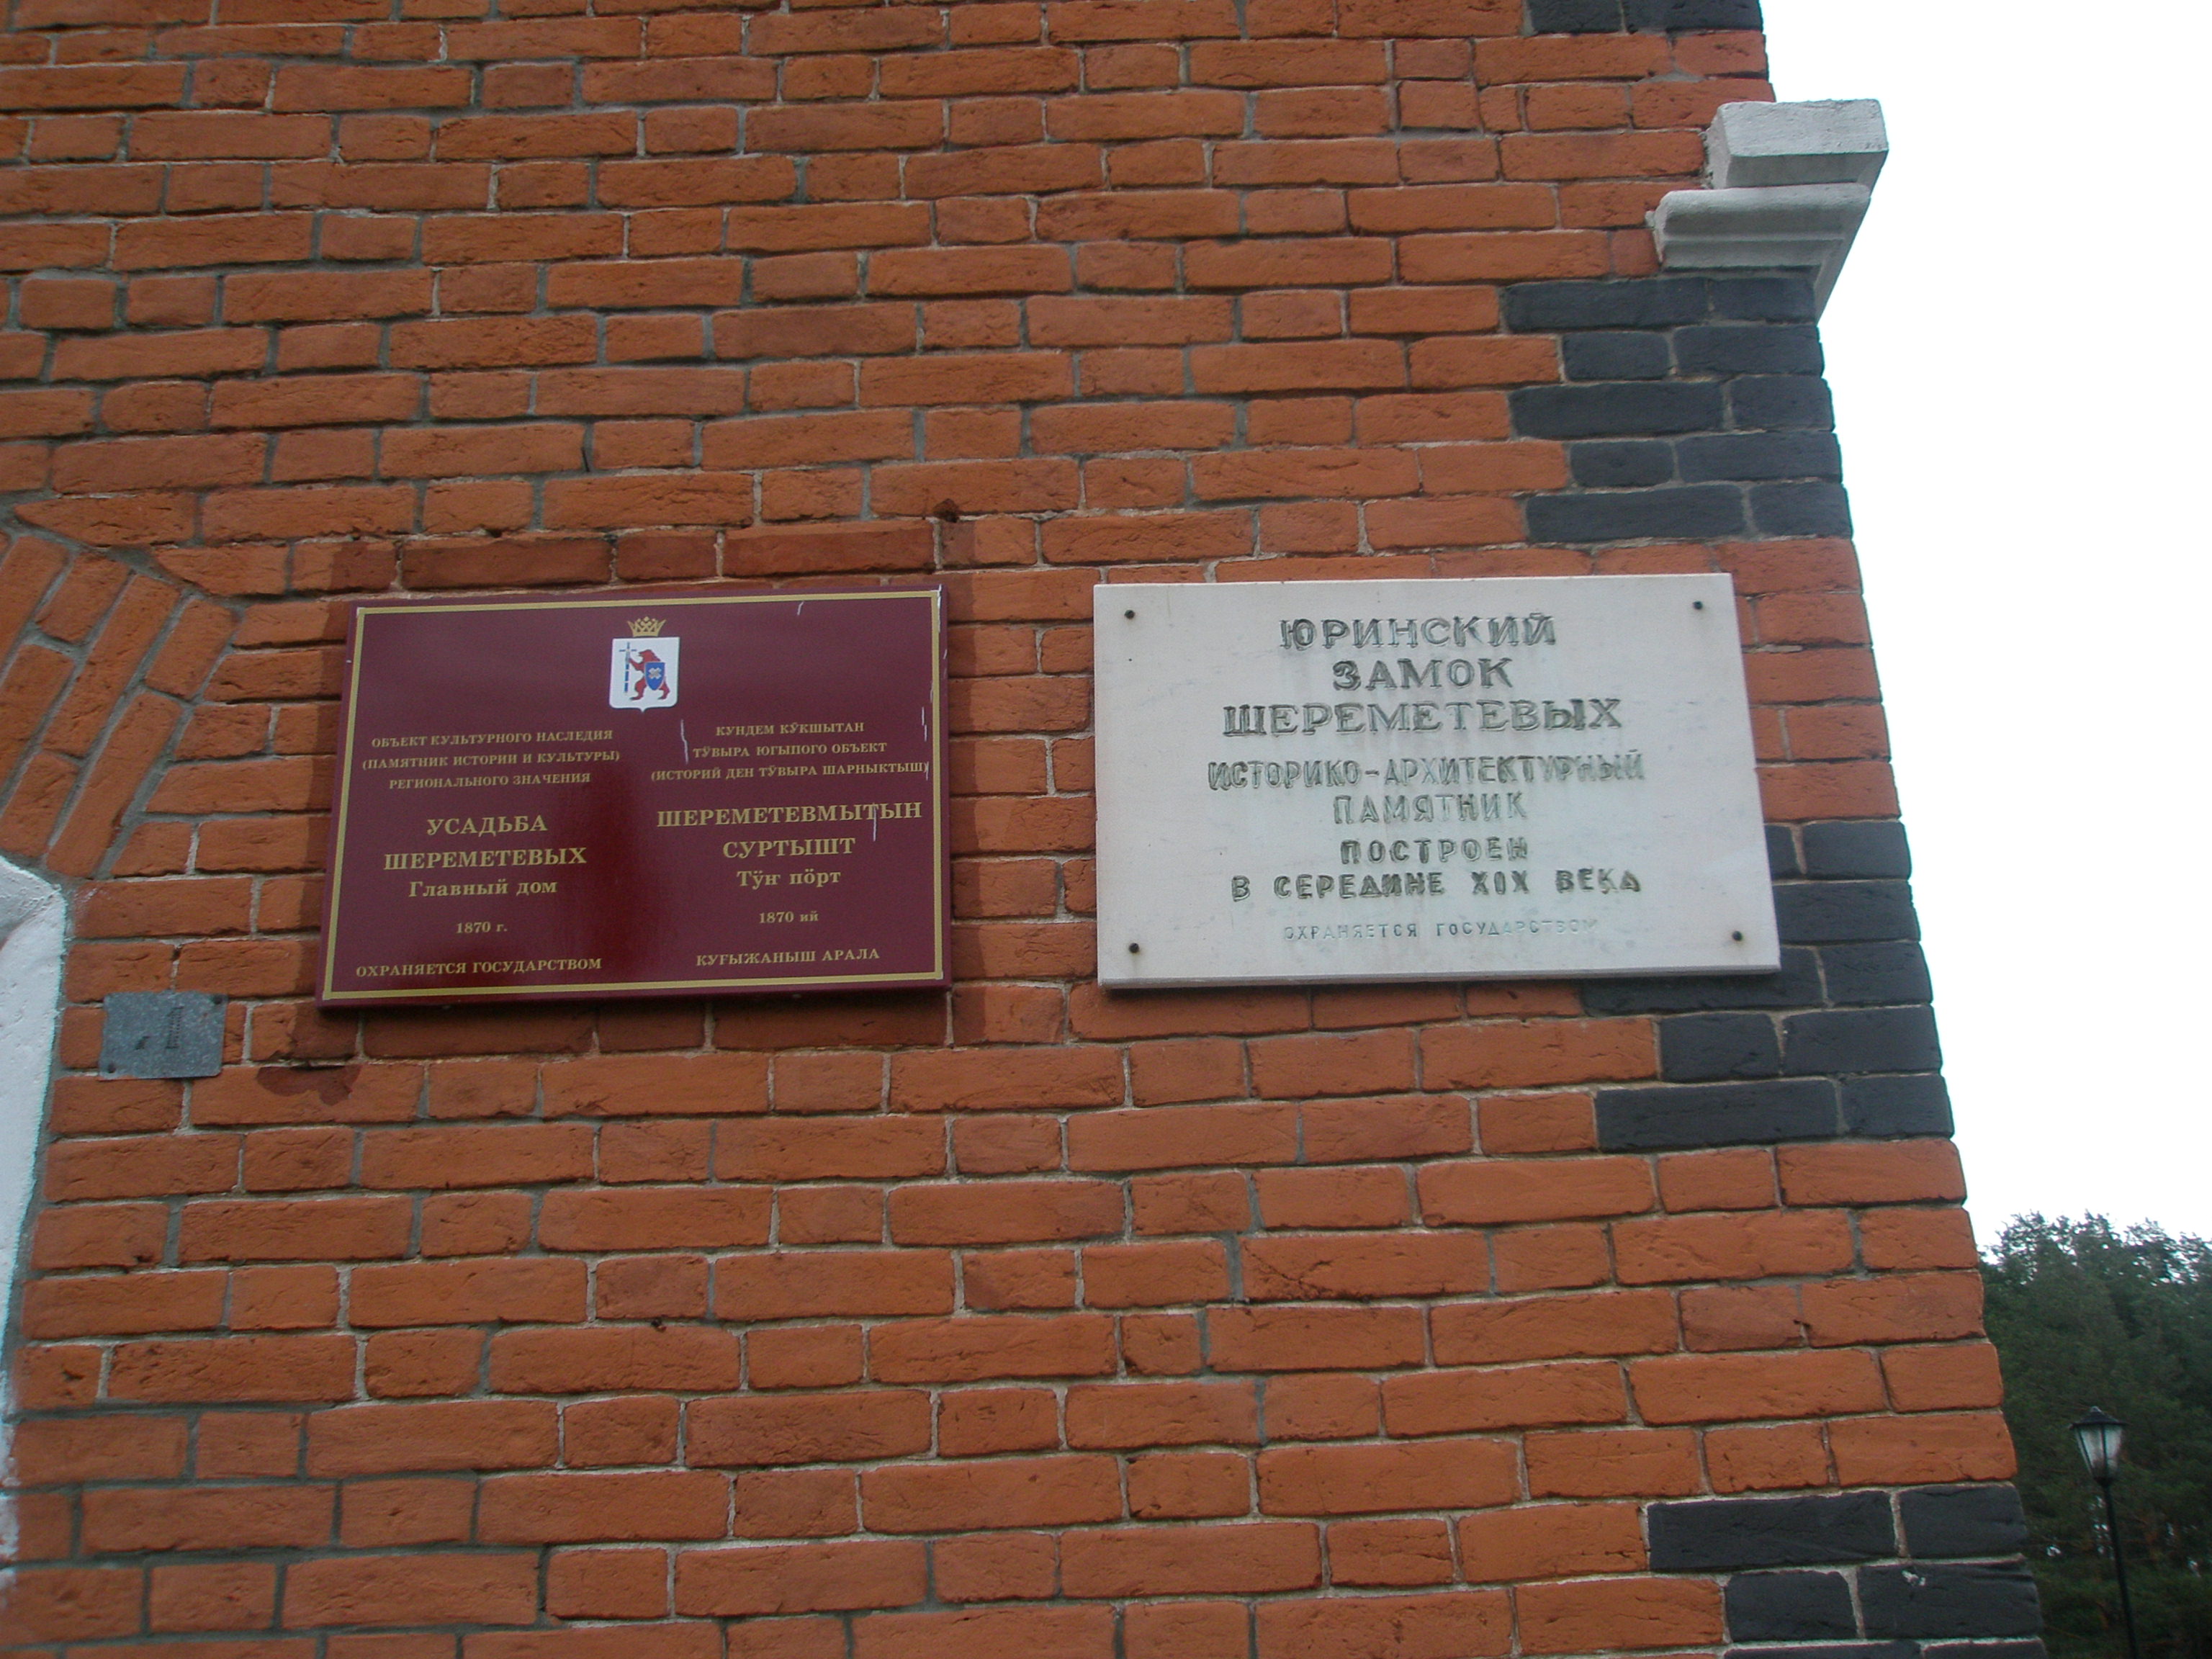 ОБЪЕКТ КУЛЬТУРНОГО НАСЛЕДИЯ
(ПАМЯТНИК ИСТОРИИ И КУЛЬТУРЫ)
РЕГИОНАЛЬНОГО ЗНАЧЕНИЯ
УСАДЬБА
ШЕРЕМЕТЕВЫХ
Главный дом
1870 г.
ОХРАНЯЕТСЯ ГОСУДАРСТВОМ
КУНДЕМ КӰКШЫТАН
ТӰВЫРА ЮГЫПОГО ОБЪЕКТ
(ИСТОРИЙ ДЕН ТӰВЫРА ШАРНЫКТЫШ)
ШЕРЕМЕТЕВМЫТЫН
СУРТЫШТ
Тӱҥ пӧрт
1870 ий
КУГЫЖАНЫШ АРАЛА
ЮРИНСКИЙ
ЗАМОК
ШЕРЕМЕТЕВЫХ
ИСТОРИКО-АРХИТЕКТУРНЫЙ
ПАМЯТНИК
ПОСТРОЕН
В СЕРЕДИНЕ XIX ВЕКА
ОХРАНЯЕТСЯ ГОСУДАРСТВОМ